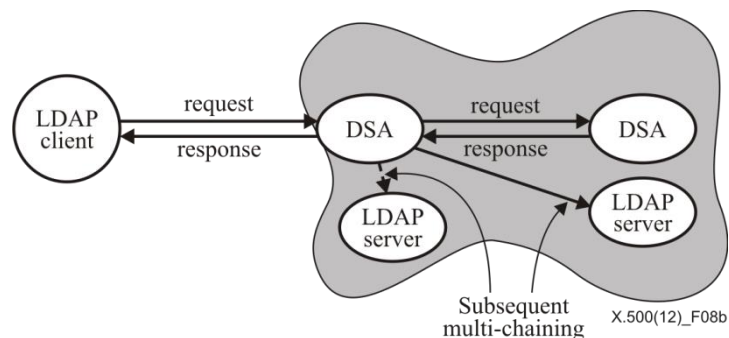 LDAP
client
request
response
DSA
request
response
DSA
LDAP
server
LDAP
server
Subsequent
multi-chaining
X.500(12)_F08b